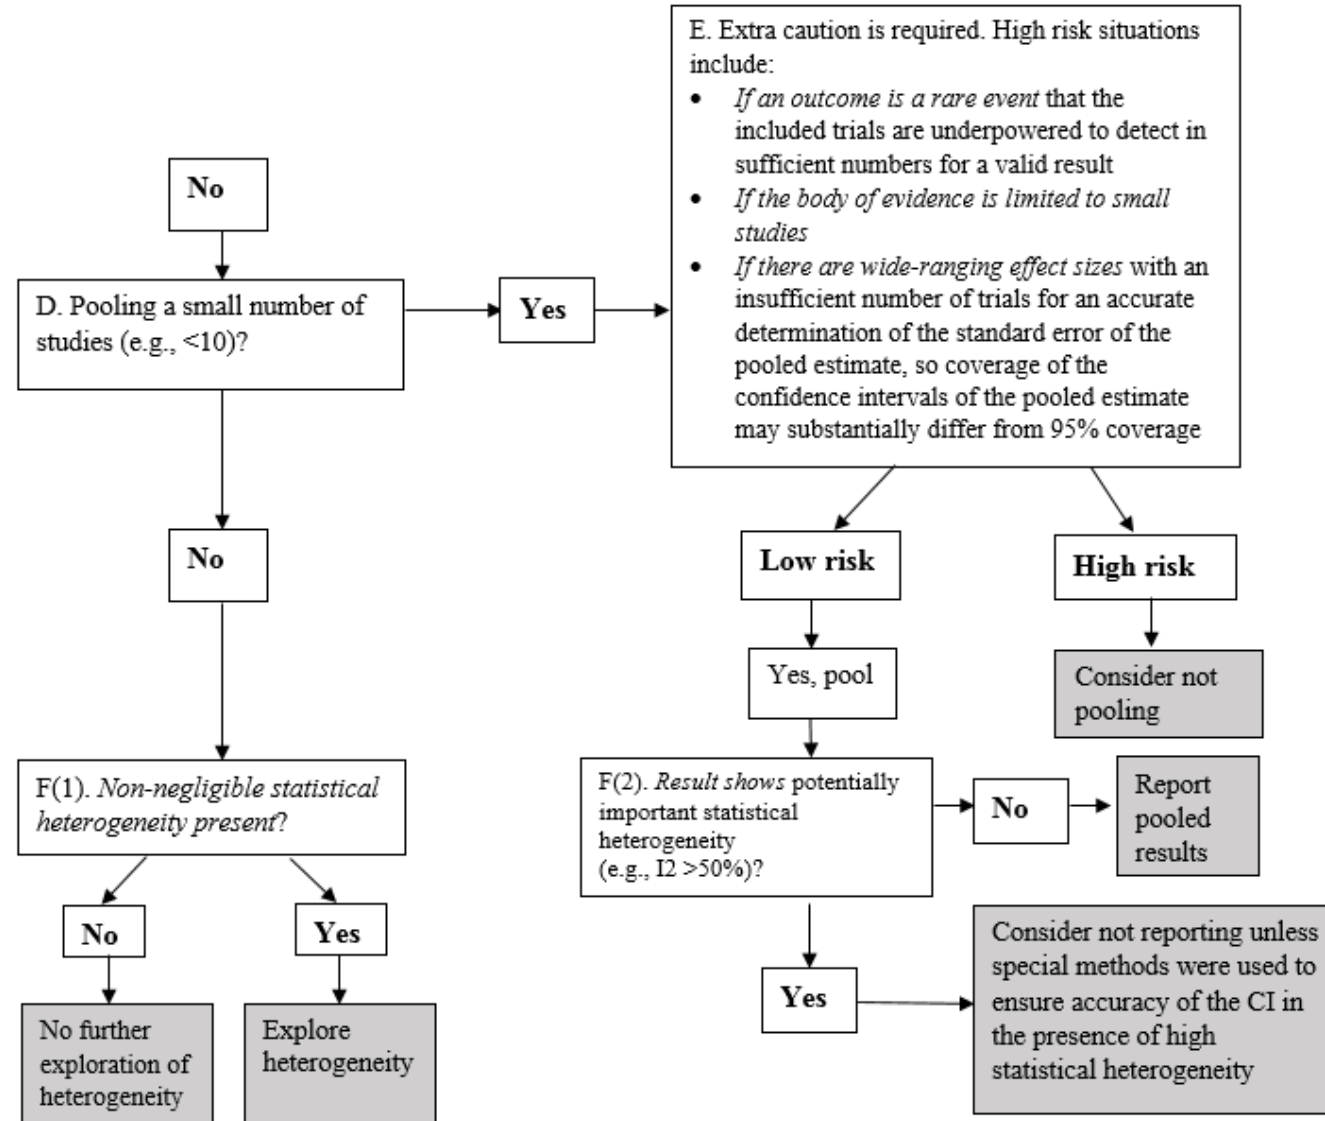 No
D. Pooling a small number of
studies (e.g., <10)?
Yes
E. Extra caution is required. High risk situations
include:
• If an outcome is a rare event that the
included trials are underpowered to detect in
sufficient numbers for a valid result
• If the body of evidence is limited to small
studies
• If there are wide-ranging effect sizes with an
insufficient number of trials for an accurate
determination of the standard error of the
pooled estimate, so coverage of the
confidence intervals of the pooled estimate
may substantially differ from 95% coverage
No
Low risk
High risk
Yes, pool
Consider not
pooling
F(1). Non-negligible statistical
heterogeneity present?
F(2). Result shows potentially
important statistical
heterogeneity
(e.g., I2 >50%)?
No
Report
pooled
results
No
Yes
No further
exploration of
heterogeneity
Explore
heterogeneity
Yes
Consider not reporting unless
special methods were used to
ensure accuracy of the CI in
the presence of high
statistical heterogeneity